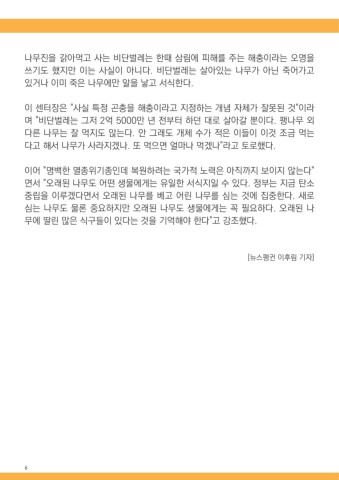 나무진을 갉아먹고 사는 비단벌레는 한때 삼림에 피해를 주는 해충이라는 오명을
쓰기도 했지만 이는 사실이 아니다. 비단벌레는 살아있는 나무가 아닌 죽어가고
있거나 이미 죽은 나무에만 알을 낳고 서식한다.
이 센터장은 "사실 특정 곤충을 해충이라고 지정하는 개념 자체가 잘못된 것"이라
며 "비단벌레는 그저 2억 5000만 년 전부터 하던 대로 살아갈 뿐이다. 팽나무 외
다른 나무는 잘 먹지도 않는다. 안 그래도 개체 수가 적은 이들이 이것 조금 먹는
다고 해서 나무가 사라지겠나. 또 먹으면 얼마나 먹겠나"라고 토로했다.
이어 "명백한 멸종위기종인데 복원하려는 국가적 노력은 아직까지 보이지 않는다"
면서 "오래된 나무도 어떤 생물에게는 유일한 서식지일 수 있다. 정부는 지금 탄소
중립을 이루겠다면서 오래된 나무를 베고 어린 나무를 심는 것에 집중한다. 새로
심는 나무도 물론 중요하지만 오래된 나무도 생물에게는 꼭 필요하다. 오래된 나
무에 딸린 많은 식구들이 있다는 것을 기억해야 한다"고 강조했다.
[뉴스펭귄 이후림 기자]